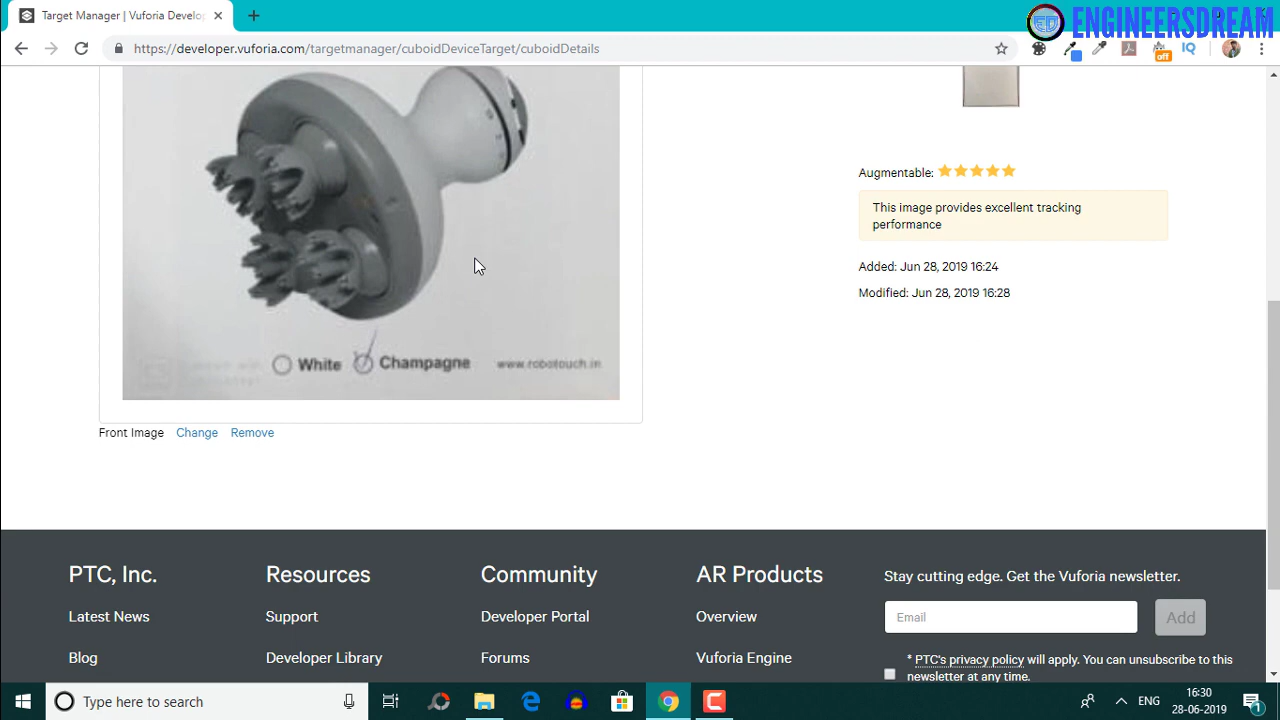 Target Manager | Vuforia Develop
ENGINEERSDREAM
https://developer.vuforia.com/targetmanager/cuboidDeviceTarget/cuboidDetails
off
IQ
Augmentable:
This image provides excellent tracking
performance
Added: Jun 28, 2019 16:24
Modified: Jun 28, 2019 16:28
White
Champagne
www.robotouch.in
Front Image Change Remove
PTC, Inc.
Latest News
Blog
Resources
Support
Developer Library
Community
Developer Portal
Forums
AR Products
Overview
Vuforia Engine
Stay cutting edge. Get the Vuforia newsletter.
Email
Add
* PTC's privacy policy will apply. You can unsubscribe to this
newsletter at any time.
Type here to search
ENG
16:30
28-06-2019
1